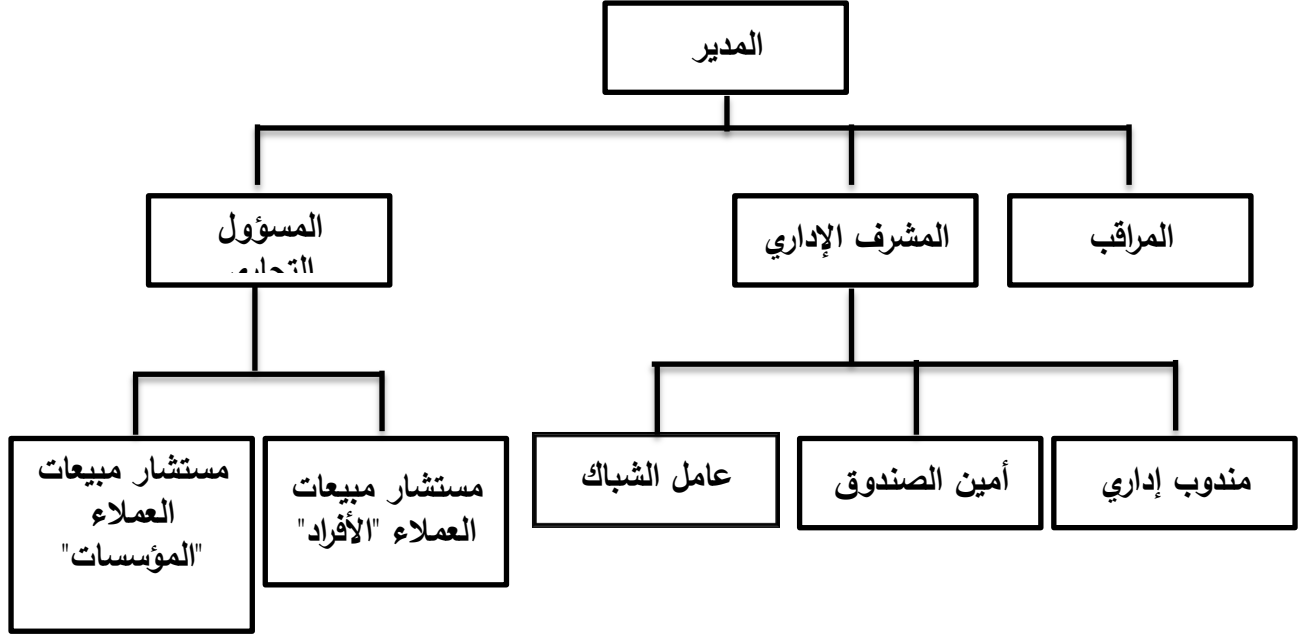 المدير
المراقب
المشرف الإداري
المسؤول
التجاري
مندوب إداري
أمين الصندوق
عامل الشباك
مستشار مبيعات
العملاء "الأفراد"
مستشار مبيعات
العملاء
"المؤسسات"